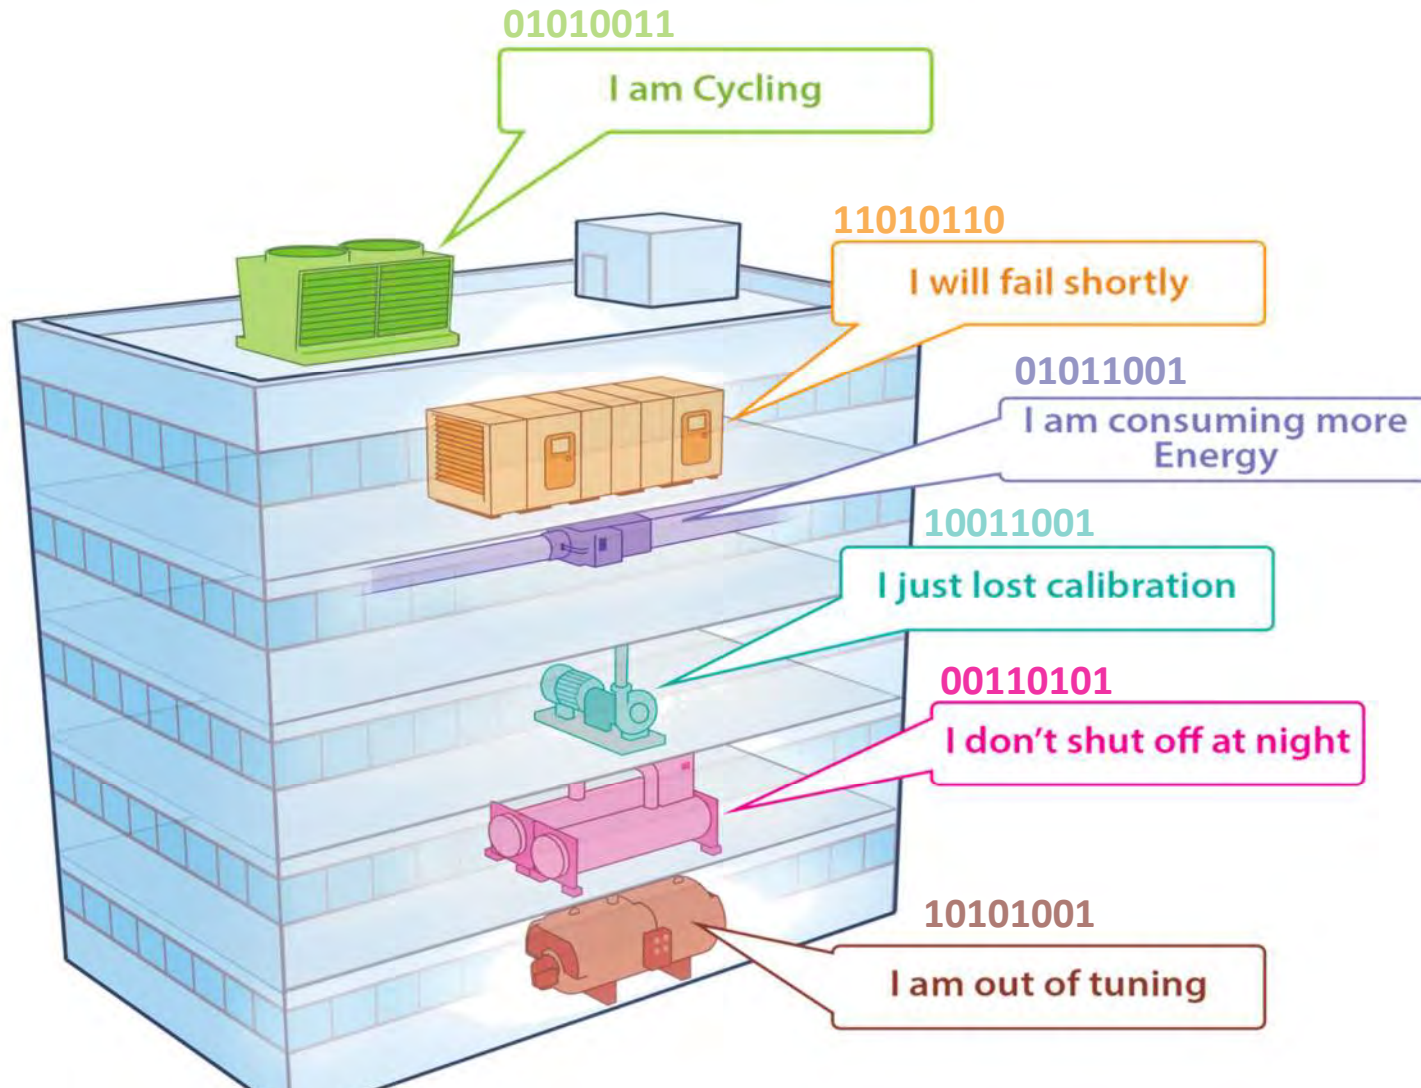 01010011
I am Cycling
11010110
I will fail shortly
01011001
I am consuming more
Energy
10011001
I just lost calibration
00110101
I don't shut off at night
10101001
I am out of tuning